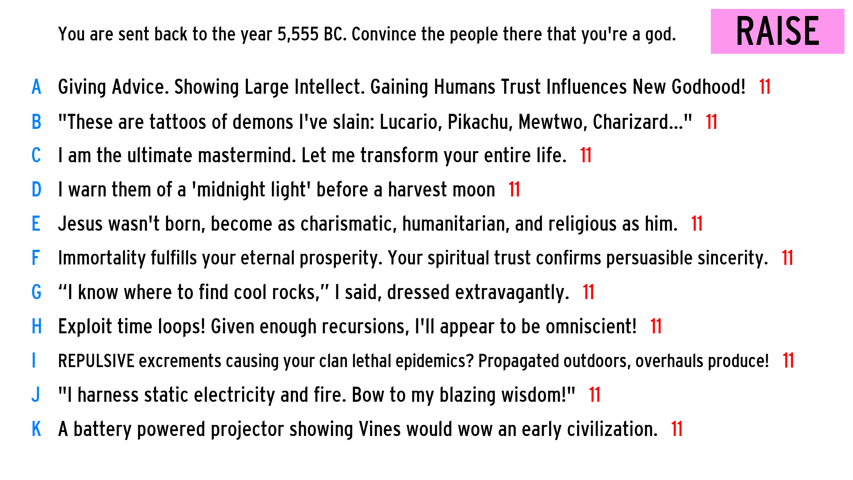 You are sent back to the year 5,555 BC. Convince the people there that you're a god.
RAISE
A Giving Advice. Showing Large Intellect. Gaining Humans Trust Influences New Godhood! 11
B "These are tattoos of demons I've slain: Lucario, Pikachu, Mewtwo, Charizard..." 11
C I am the ultimate mastermind. Let me transform your entire life. 11
D I warn them of a 'midnight light' before a harvest moon 11
E Jesus wasn't born, become as charismatic, humanitarian, and religious as him. 11
F Immortality fulfills your eternal prosperity. Your spiritual trust confirms persuasible sincerity. 11
G “I know where to find cool rocks,” I said, dressed extravagantly. 11
H Exploit time loops! Given enough recursions, I'll appear to be omniscient! 11
I REPULSIVE excrements causing your clan lethal epidemics? Propagated outdoors, overhauls produce! 11
J "I harness static electricity and fire. Bow to my blazing wisdom!" 11
K A battery powered projector showing Vines would wow an early civilization. 11